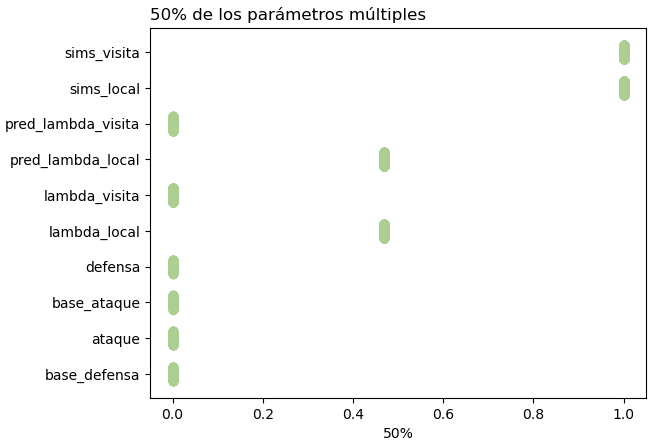 50% de los parámetros múltiples
sims_visita
sims_local
pred_lambda_visita
pred_lambda_local
lambda_visita
lambda_local
defensa
base_ataque
ataque
base_defensa
0.0 0.2 0.4 0.6 0.8 1.0
50%